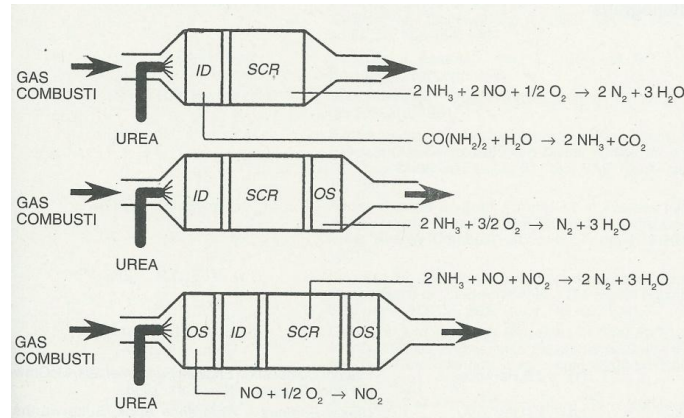 GAS
COMBUSTI
UREA
ID
SCR
2 NH₃ + 2 NO + 1/2 O₂ → 2 N₂ + 3 H₂O
CO(NH₂)₂ + H₂O → 2 NH₃ + CO₂
GAS
COMBUSTI
UREA
ID
SCR
OS
2 NH₃ + 3/2 O₂ → N₂ + 3 H₂O
2 NH₃ + NO + NO₂ → 2 N₂ + 3 H₂O
GAS
COMBUSTI
UREA
OS
ID
SCR
OS
NO + 1/2 O₂ → NO₂